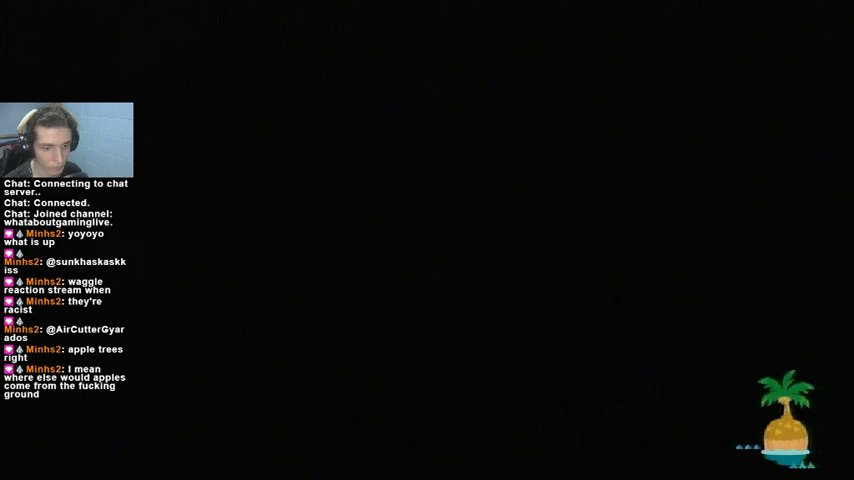 Chat: Connecting to chat
server..
Chat: Connected.
Chat: Joined channel:
whataboutgaminglive.
Minhs2: yoyoyo
what is up
Minhs2: @sunkhaskaskk
iss
Minhs2: waggle
reaction stream when
Minhs2: they're
racist
Minhs2: @AirCutterGyar
ados
Minhs2: apple trees
right
Minhs2: I mean
where else would apples
come from the fucking
ground